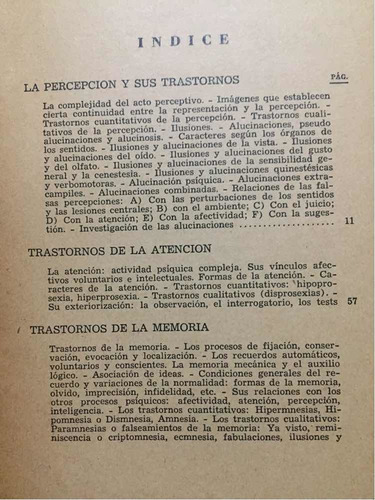 INDICE
PÁG.
LA PERCEPCION Y SUS TRASTORNOS
La complejidad del acto perceptivo. - Imágenes que establecen
cierta continuidad entre la representación y la percepción. -
Trastornos cuantitativos de la percepción. - Trastornos cuali-
tativos de la percepción. - Ilusiones. - Alucinaciones, pseudo
alucinaciones y alucinosis. - Caracteres según los órganos de
los sentidos. - Ilusiones y alucinaciones de la vista. - Ilusiones
y alucinaciones del oído. - Ilusiones y alucinaciones del gusto
y del olfato. - Ilusiones y alucinaciones de la sensibilidad ge-
neral y la cenestesia. - Ilusiones y alucinaciones quinestésicas
y verbomotoras. - Alucinación psíquica. - Alucinaciones extra-
campiles. - Alucinaciones combinadas. - Relaciones de las fal-
sas percepciones: A) Con las perturbaciones de los sentidos
y las lesiones centrales; B) con el ambiente; C) Con el juicio;
D) Con la atención; E) Con la afectividad; F) Con la suges-
tión. - Investigación de las alucinaciones .................. 11
TRASTORNOS DE LA ATENCION
La atención: actividad psíquica compleja. Sus vínculos afec-
tivos voluntarios e intelectuales. Formas de la atención. - Ca-
racteres de la atención. - Trastornos cuantitativos: hipopro-
sexia, hiperprosexia. - Trastornos cualitativos (disprosexias). -
Su exteriorización: la observación, el interrogatorio, los tests 57
TRASTORNOS DE LA MEMORIA
Trastornos de la memoria. - Los procesos de fijación, conser-
vación, evocación y localización. - Los recuerdos automáticos,
voluntarios y conscientes. La memoria mecánica y el auxilio
lógico. - Asociación de ideas. - Condiciones generales del re-
cuerdo y variaciones de la normalidad: formas de la memoria,
olvido, imprecisión, infidelidad, etc. - Sus relaciones con los
otros procesos psíquicos: afectividad, atención, percepción,
inteligencia. - Los trastornos cuantitativos: Hipermnesias, Hi-
pomnesia o Dismnesia, Amnesia. - Los trastornos cualitativos:
Paramnesias o falseamientos de la memoria: Ya visto, remi-
niscencia o criptomnesia, ecmnesia, fabulaciones, ilusiones y